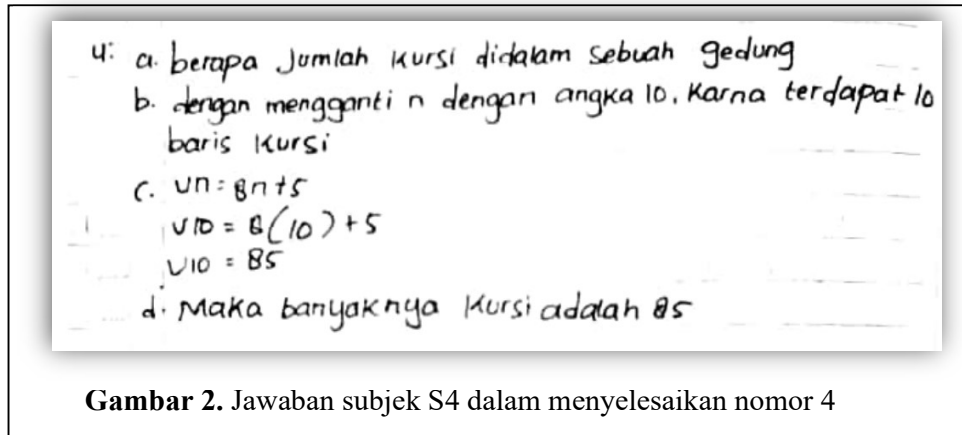 4: a. berapa Jumlah Kursi didalam sebuah gedung
b. dengan mengganti n dengan angka 10, Karna terdapat 10
baris Kursi
c. Un = 8n+5
U10 = 8(10) + 5
U10 = 85
d. Maka banyaknya Kursi adalah 85
Gambar 2. Jawaban subjek S4 dalam menyelesaikan nomor 4